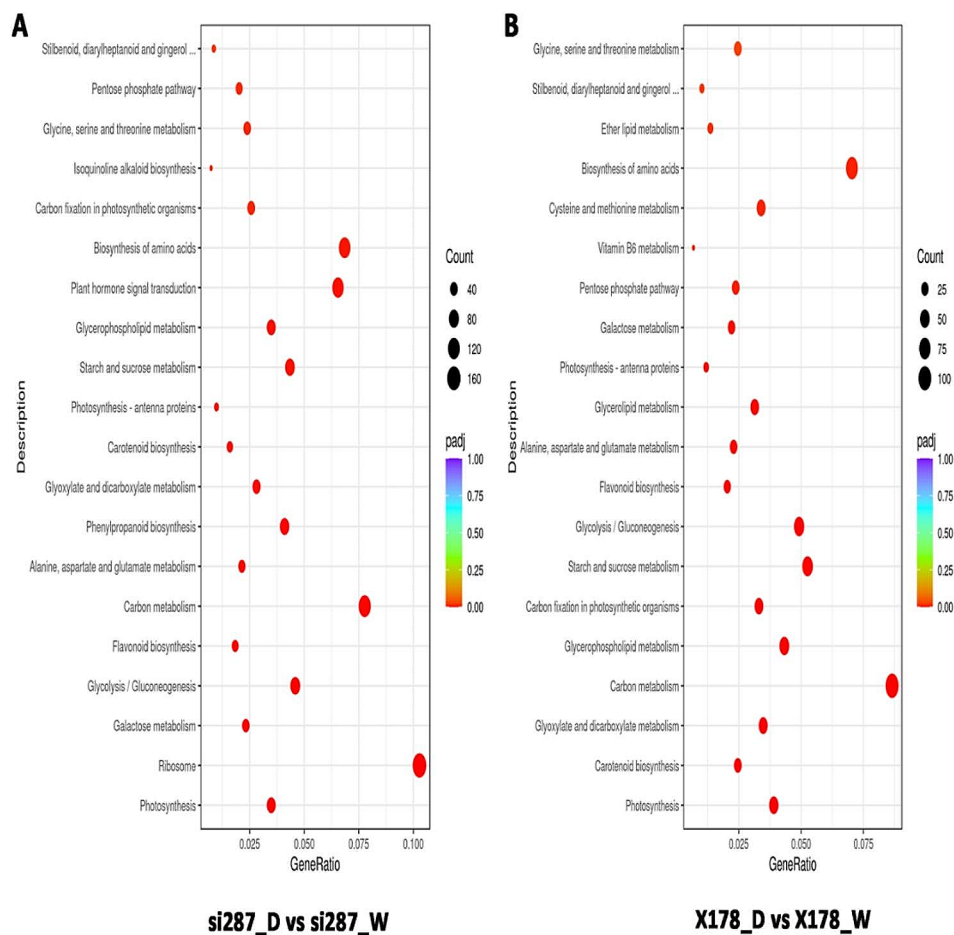 A
Stilbenoid, diarylheptanoid and gingerol ...
Pentose phosphate pathway
Glycine, serine and threonine metabolism
Isoquinoline alkaloid biosynthesis
Carbon fixation in photosynthetic organisms
Biosynthesis of amino acids
Plant hormone signal transduction
Glycerophospholipid metabolism
Starch and sucrose metabolism
Photosynthesis - antenna proteins
Carotenoid biosynthesis
Glyoxylate and dicarboxylate metabolism
Phenylpropanoid biosynthesis
Alanine, aspartate and glutamate metabolism
Carbon metabolism
Flavonoid biosynthesis
Glycolysis / Gluconeogenesis
Galactose metabolism
Ribosome
Photosynthesis
Description
0.025 0.050 0.075 0.100
GeneRatio
Count
40
80
120
160
padj
1.00
0.75
0.50
0.25
0.00
si287_D vs si287_W
B
Glycine, serine and threonine metabolism
Stilbenoid, diarylheptanoid and gingerol ...
Ether lipid metabolism
Biosynthesis of amino acids
Cysteine and methionine metabolism
Vitamin B6 metabolism
Pentose phosphate pathway
Galactose metabolism
Photosynthesis - antenna proteins
Glycerolipid metabolism
Alanine, aspartate and glutamate metabolism
Flavonoid biosynthesis
Glycolysis / Gluconeogenesis
Starch and sucrose metabolism
Carbon fixation in photosynthetic organisms
Glycerophospholipid metabolism
Carbon metabolism
Glyoxylate and dicarboxylate metabolism
Carotenoid biosynthesis
Photosynthesis
Description
0.025 0.050 0.075
GeneRatio
Count
25
50
75
100
padj
1.00
0.75
0.50
0.25
0.00
X178_D vs X178_W